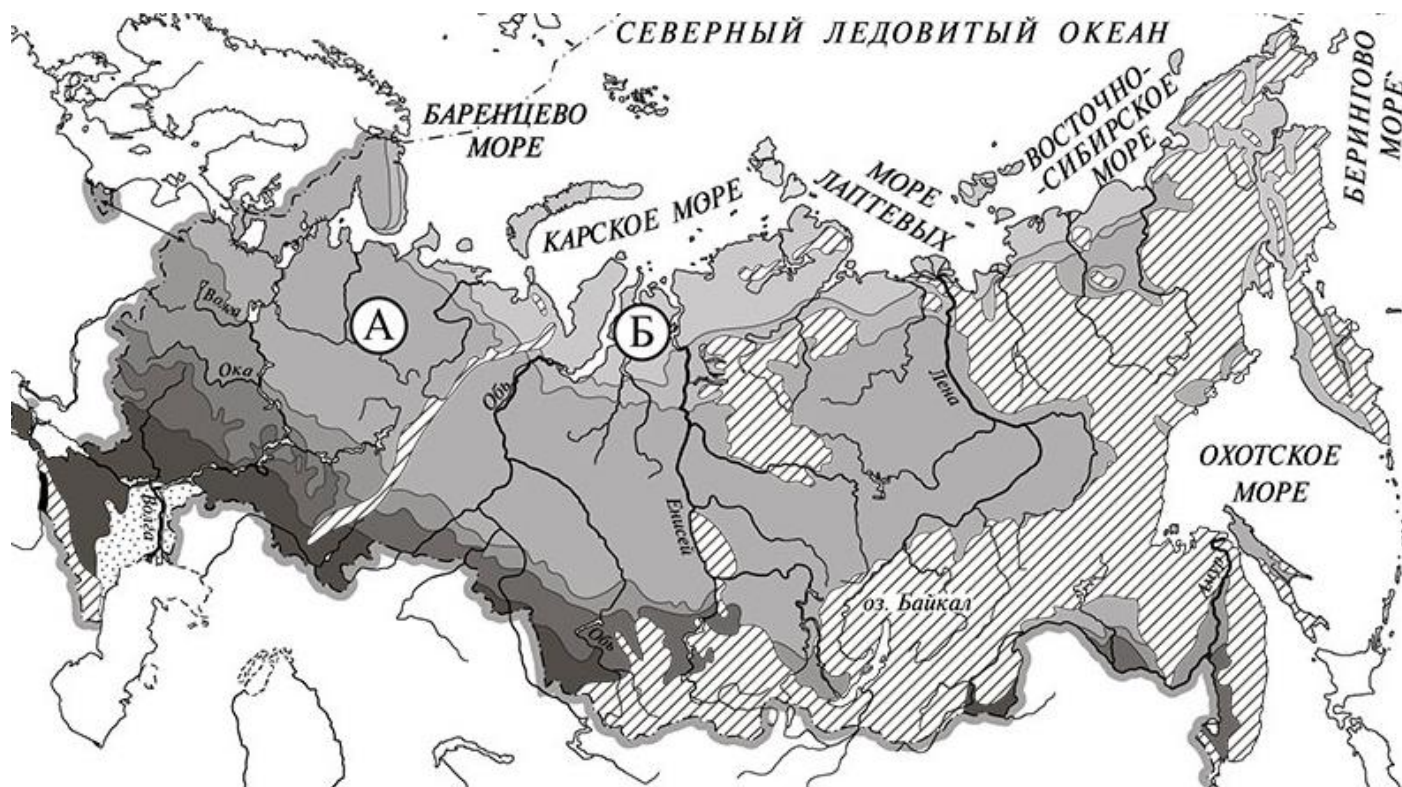 СЕВЕРНЫЙ ЛЕДОВИТЫЙ ОКЕАН
БАРЕНЦЕВО
МОРЕ
КАРСКОЕ МОРЕ
МОРЕ
ЛАПТЕВЫХ
ВОСТОЧНО-
-СИБИРСКОЕ
МОРЕ
БЕРИНГОВО
МОРЕ
А
Б
Волга
Ока
Обь
Лена
ОХОТСКОЕ
МОРЕ
Волга
Енисей
Обь
оз. Байкал
Амур